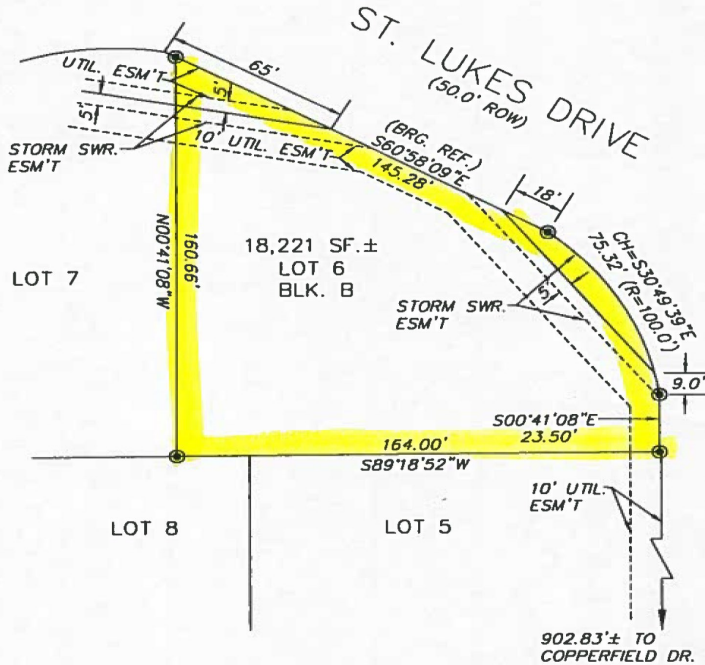 ST. LUKES DRIVE
(50.0' ROW)
65'
UTIL. ESM'T
5'
5'
STORM SWR.
ESM'T
10' UTIL. ESM'T
(BRG. REF.)
S60°58'09"E
145.28'
18'
CH=S30°49'39"E
75.32' (R=100.0')
N00°41'08"W
160.66'
18,221 SF.±
LOT 6
BLK. B
LOT 7
STORM SWR.
ESM'T
5'
9.0'
S00°41'08"E
23.50'
164.00'
S89°18'52"W
LOT 8
LOT 5
10' UTIL.
ESM'T
902.83'± TO
COPPERFIELD DR.